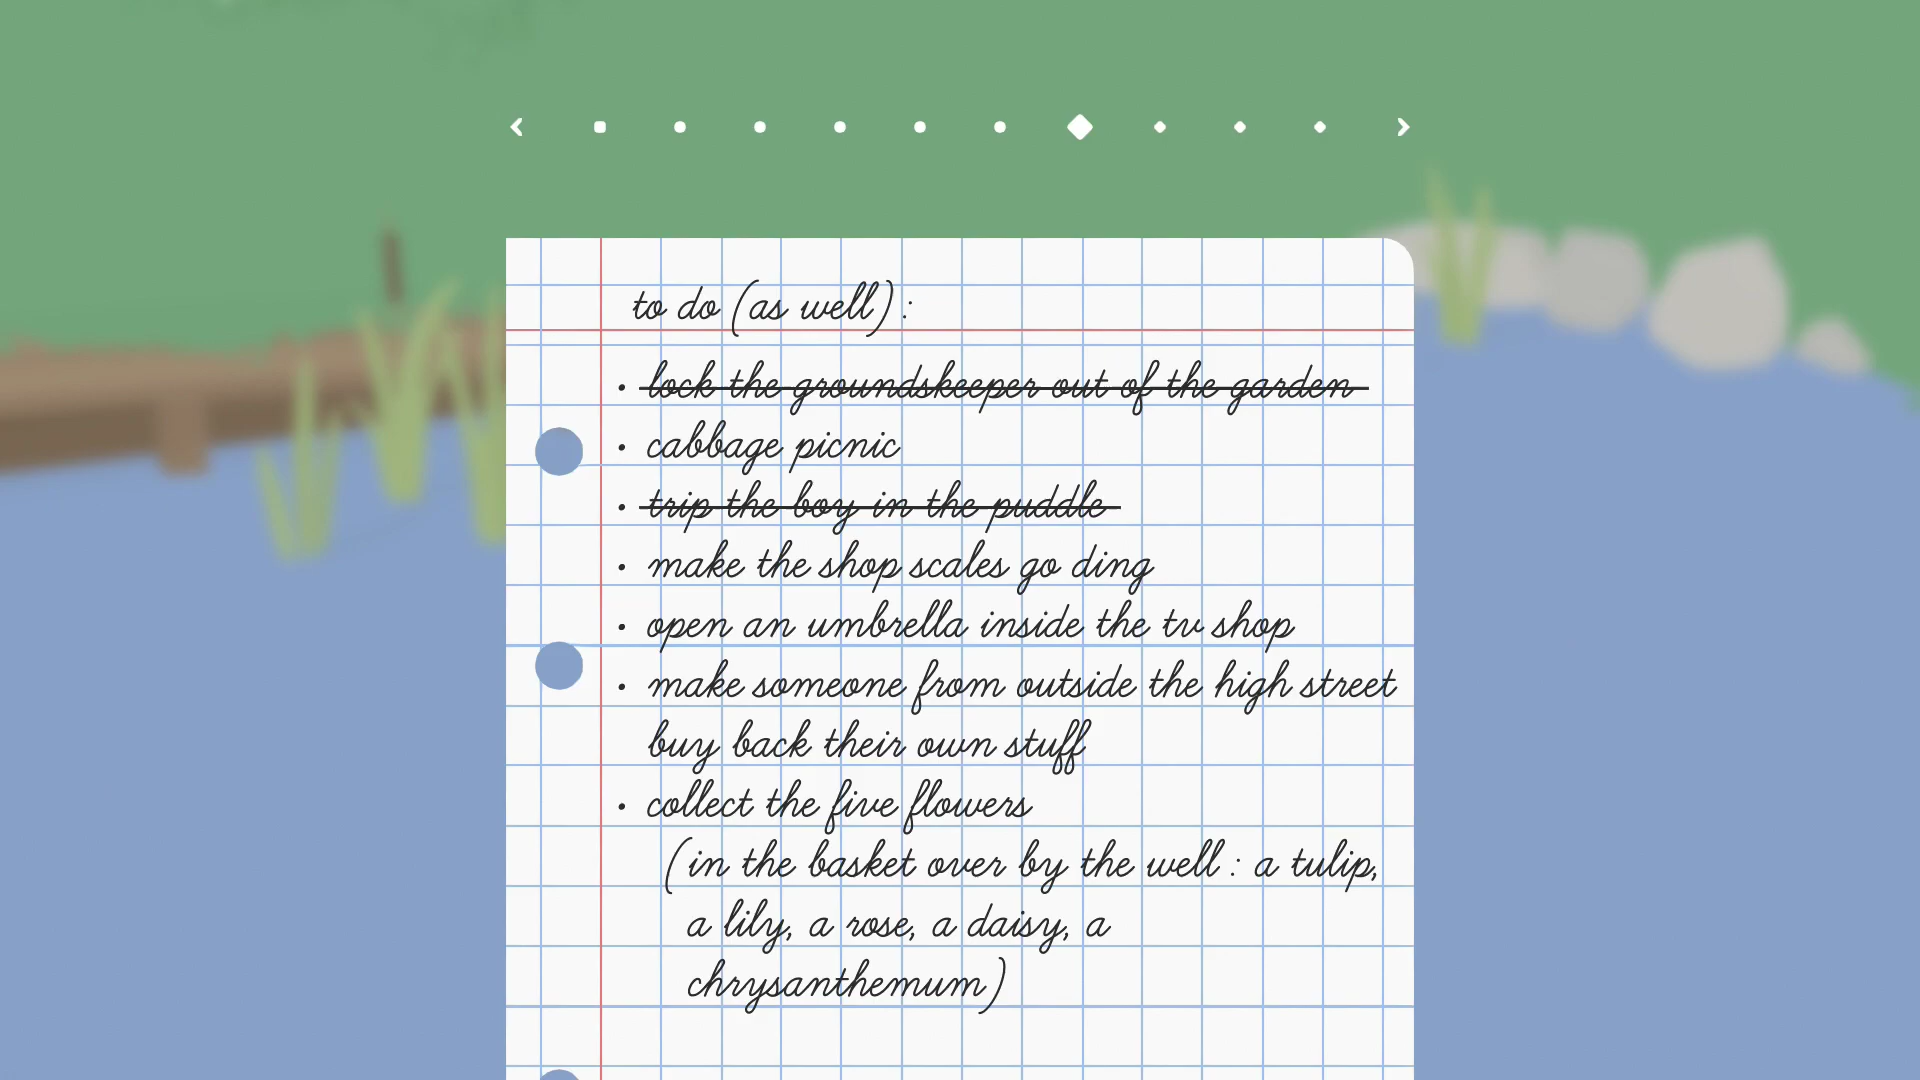 to do (as well) :
• lock the groundskeeper out of the garden
• cabbage picnic
• trip the boy in the puddle
• make the shop scales go ding
• open an umbrella inside the tv shop
• make someone from outside the high street
buy back their own stuff
• collect the five flowers
(in the basket over by the well : a tulip,
a lily, a rose, a daisy, a
chrysanthemum)